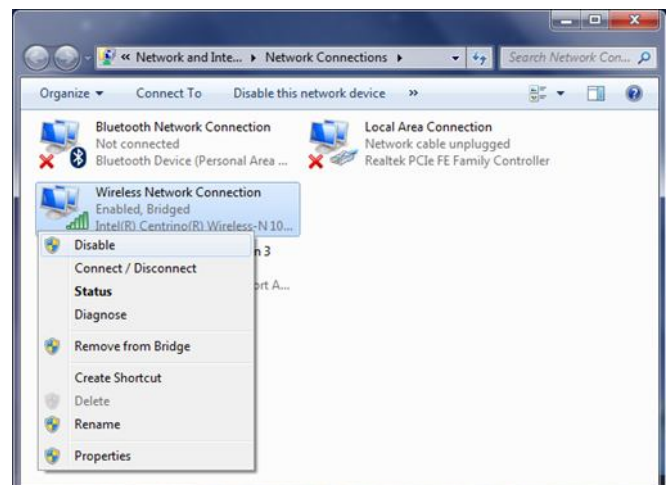 « Network and Inte... ▸ Network Connections ▸
Search Network Con...
Organize ▾ Connect To Disable this network device »
Bluetooth Network Connection
Not connected
Bluetooth Device (Personal Area ...
Local Area Connection
Network cable unplugged
Realtek PCIe FE Family Controller
Wireless Network Connection
Enabled, Bridged
Intel(R) Centrino(R) Wireless-N 10...
n 3
ort A...
Disable
Connect / Disconnect
Status
Diagnose
Remove from Bridge
Create Shortcut
Delete
Rename
Properties